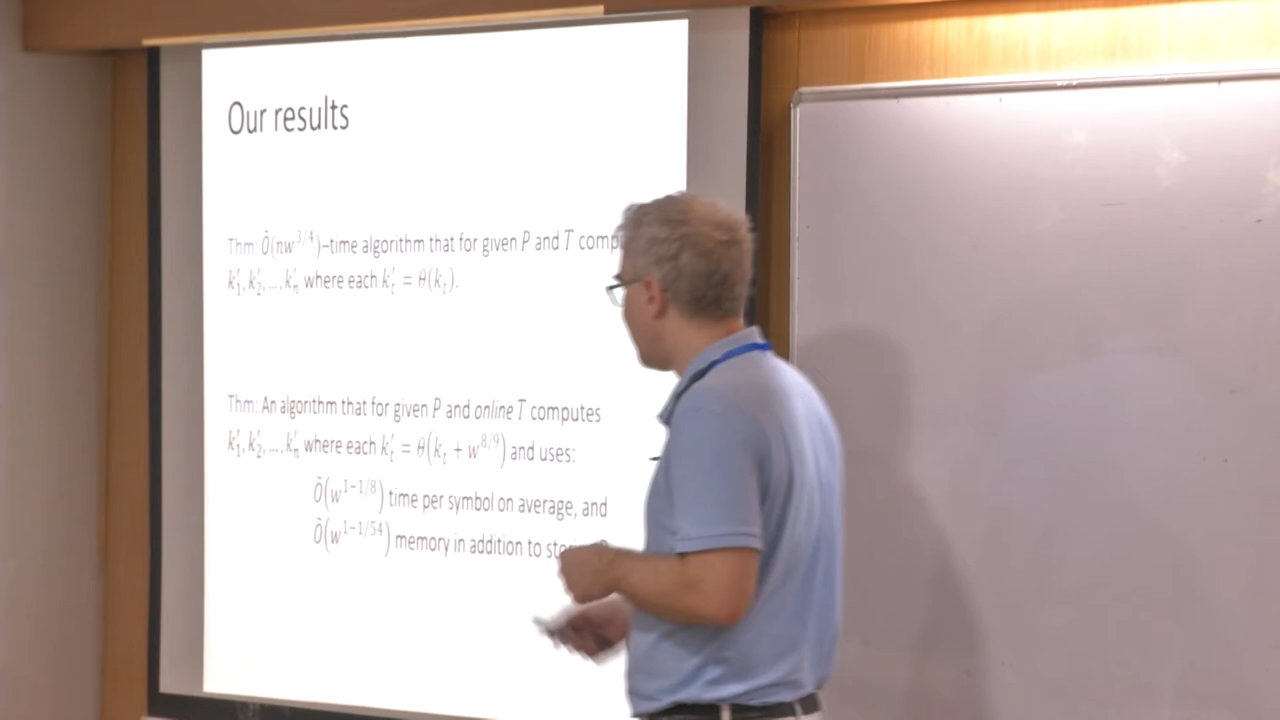 Our results
Thm: Õ(nw^{3/4})–time algorithm that for given P and T
k'_1, k'_2, ..., k'_n where each k'_t = θ(k_t).
Thm: An algorithm that for given P and online T computes
k'_1, k'_2, ..., k'_n where each k'_t = θ(k_t + w^{8/9}) and uses:
Õ(w^{1−1/8}) time per symbol on average, and
Õ(w^{1−1/54}) memory in addition to